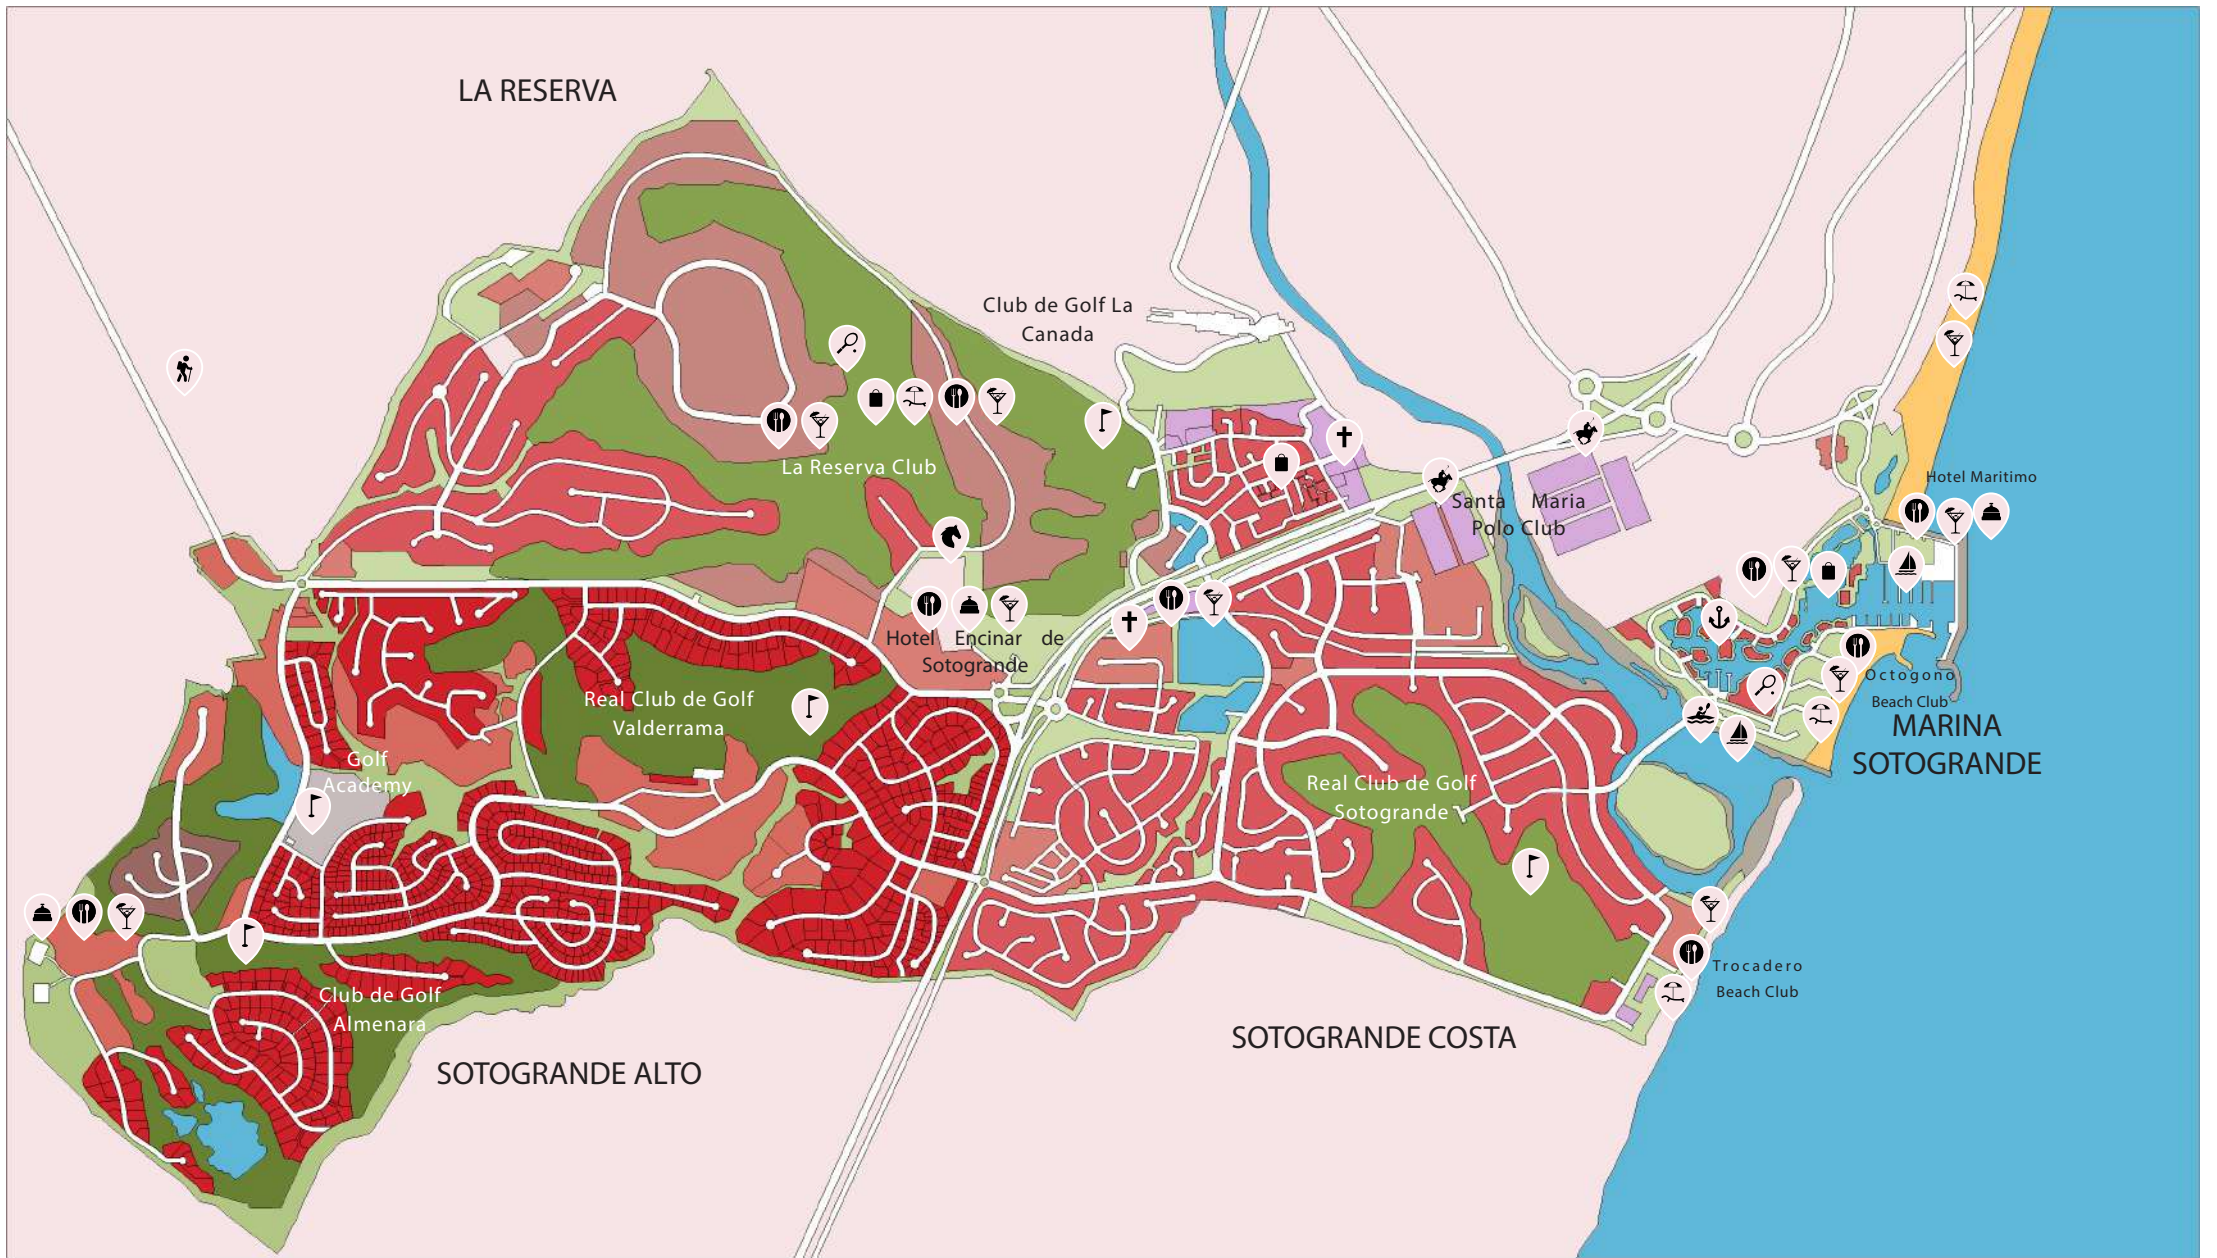 LA RESERVA
Club de Golf La
Canada
La Reserva Club
Hotel Maritimo
Santa Maria
Polo Club
Hotel Encinar de
Sotogrande
Real Club de Golf
Valderrama
Octogono
Beach Club
MARINA
SOTOGRANDE
Golf
Academy
Real Club de Golf
Sotogrande
Trocadero
Beach Club
Club de Golf
Almenara
SOTOGRANDE COSTA
SOTOGRANDE ALTO